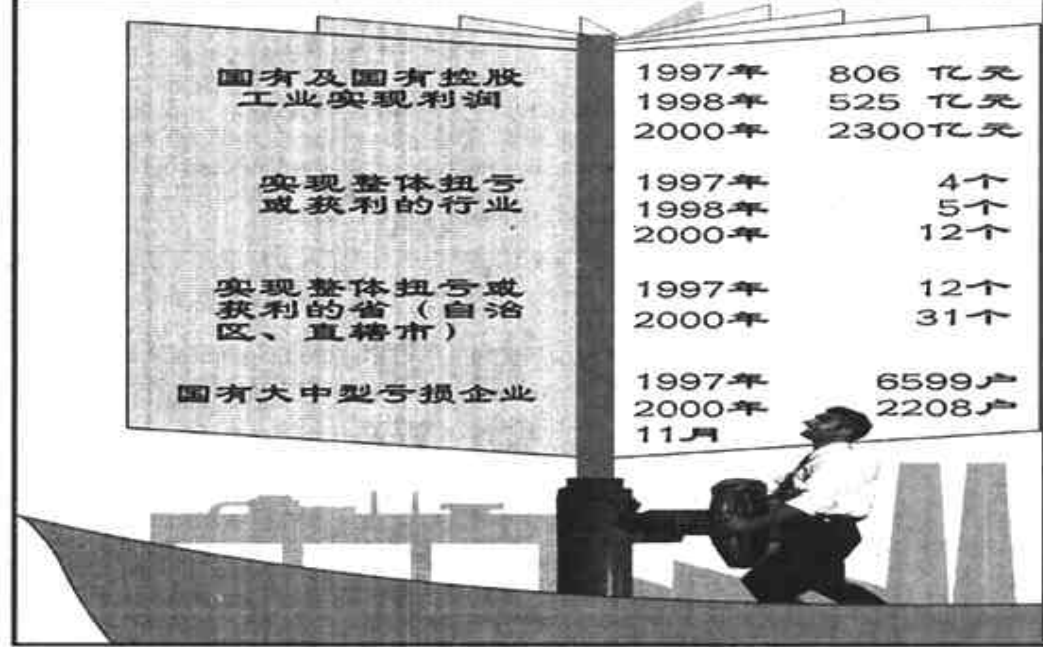 国有及国有控股
工业实现利润
1997年 806 亿元
1998年 525 亿元
2000年 2300亿元
实现整体扭亏
或获利的行业
1997年 4个
1998年 5个
2000年 12个
实现整体扭亏或
获利的省（自治
区、直辖市）
1997年 12个
2000年 31个
国有大中型亏损企业
1997年 6599户
2000年 2208户
11月